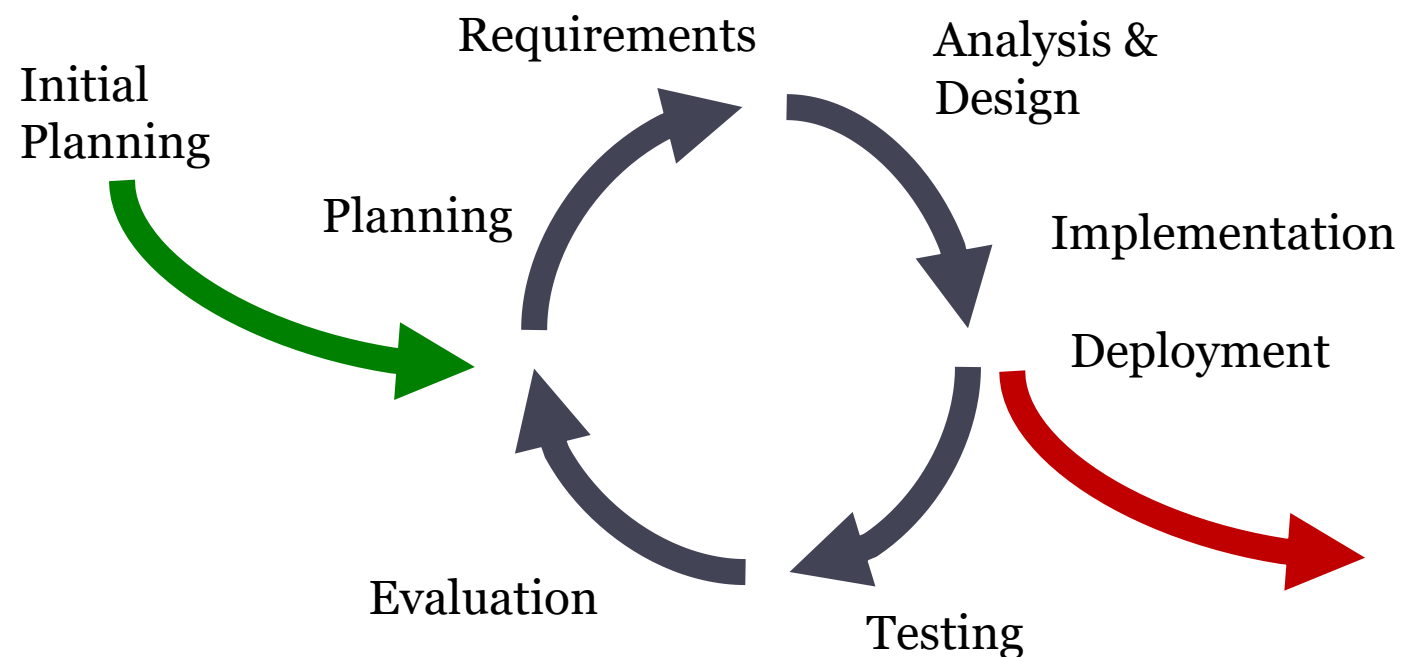 Initial
Planning
Planning
Requirements
Analysis &
Design
Implementation
Deployment
Testing
Evaluation